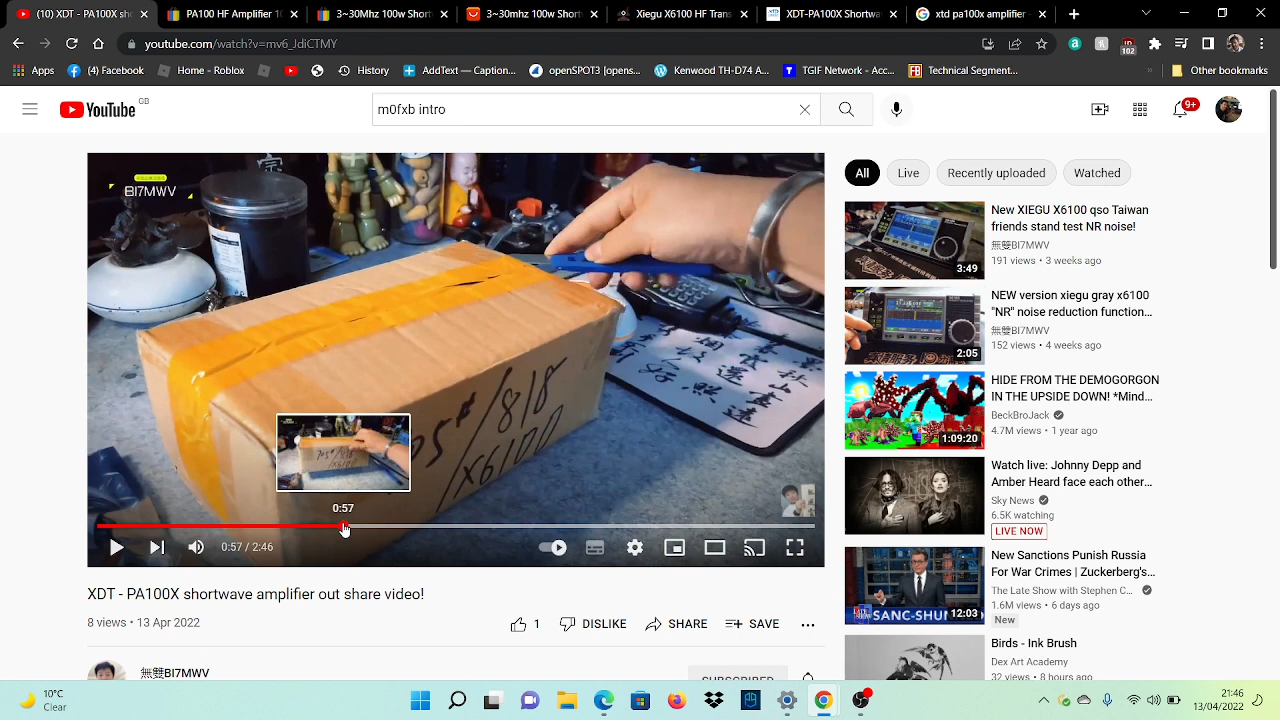 (10) XDT - PA100X shortwave am
PA100 HF Amplifier 1
3~30Mhz 100w Short
3~30mhz 100w Short
Xiegu X6100 HF Trans
XDT-PA100X Shortwa
xtd pa100x amplifier -
youtube.com/watch?v=mv6_JdiCTMY
102
Apps
(4) Facebook
Home - Roblox
History
AddTex — Caption...
openSPOT3 [opens...
Kenwood TH-D74 A...
TGIF Network - Acc...
Technical Segment...
»
Other bookmarks
YouTube GB
m0fxb intro
9+
BI7MWV
705#/818
/X6100
0:57
0:57 / 2:46
XDT - PA100X shortwave amplifier out share video!
8 views • 13 Apr 2022
1
DISLIKE
SHARE
SAVE
無雙BI7MWV
SUBSCRIBED
All
Live
Recently uploaded
Watched
New XIEGU X6100 qso Taiwan
friends stand test NR noise!
無雙BI7MWV
191 views • 3 weeks ago
3:49
NEW version xiegu gray x6100
"NR" noise reduction function...
無雙BI7MWV
152 views • 4 weeks ago
2:05
HIDE FROM THE DEMOGORGON
IN THE UPSIDE DOWN! *Mind...
BeckBroJack
4.7M views • 1 year ago
1:09:20
Watch live: Johnny Depp and
Amber Heard face each other...
Sky News
6.5K watching
LIVE NOW
New Sanctions Punish Russia
For War Crimes | Zuckerberg's...
The Late Show with Stephen C...
1.6M views • 6 days ago
New
SANC-SHUN
12:03
Birds - Ink Brush
Dex Art Academy
32 views • 8 hours ago
10°C
Clear
21:46
13/04/2022